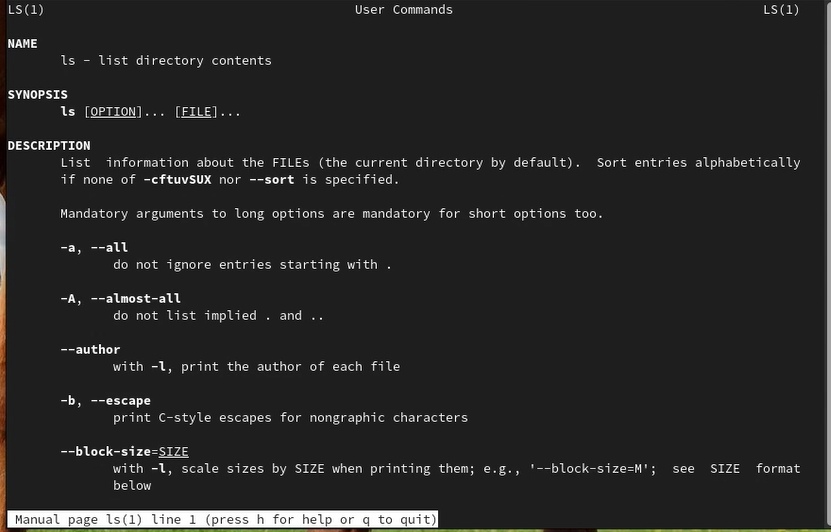 LS(1) User Commands LS(1)
NAME
ls - list directory contents
SYNOPSIS
ls [OPTION]... [FILE]...
DESCRIPTION
List  information about the FILEs (the current directory by default).  Sort entries alphabetically
if none of -cftuvSUX nor --sort is specified.
Mandatory arguments to long options are mandatory for short options too.
-a, --all
do not ignore entries starting with .
-A, --almost-all
do not list implied . and ..
--author
with -l, print the author of each file
-b, --escape
print C-style escapes for nongraphic characters
--block-size=SIZE
with -l, scale sizes by SIZE when printing them; e.g., '--block-size=M';  see  SIZE  format
below
Manual page ls(1) line 1 (press h for help or q to quit)